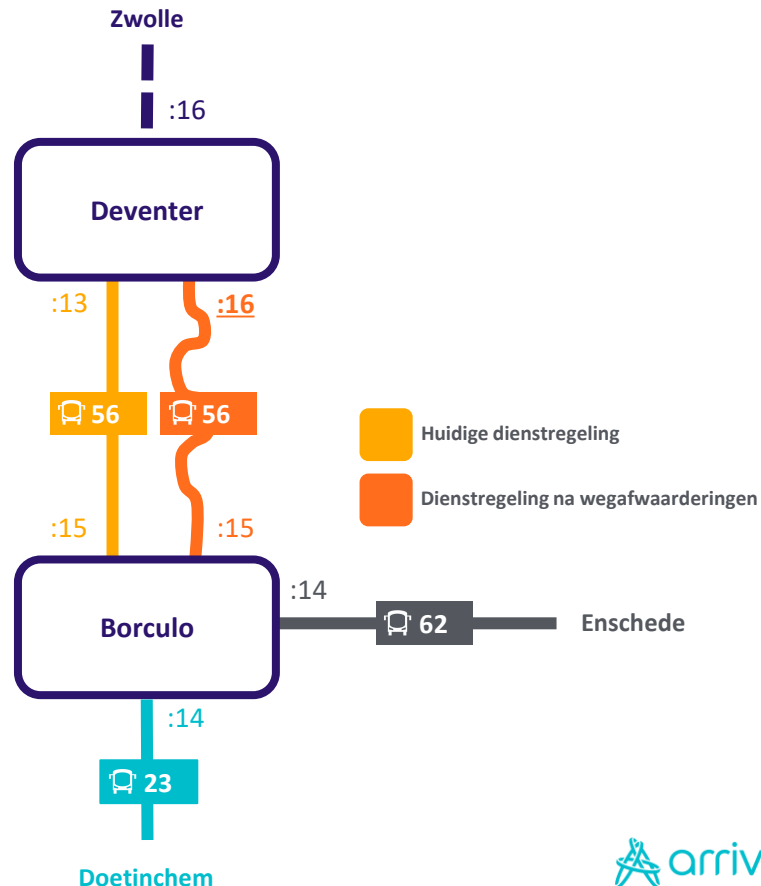 Zwolle
:16
Deventer
:13
:16
56
56
Huidige dienstregeling
Dienstregeling na wegafwaarderingen
:15
:15
:14
Borculo
62
Enschede
:14
23
Doetinchem
arriv